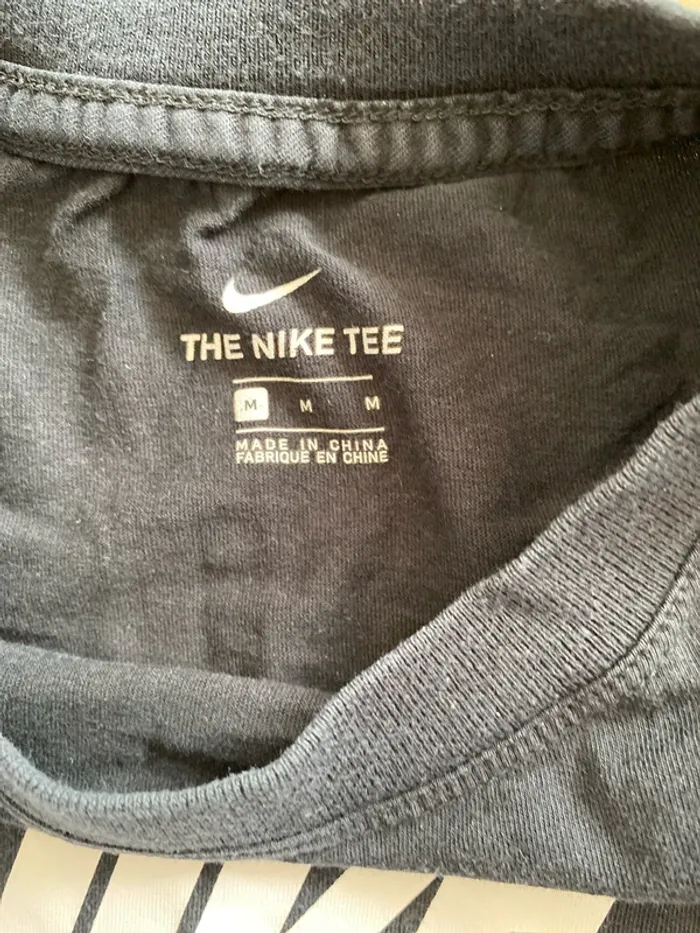 THE NIKE TEE
M M M
MADE IN CHINA
FABRIQUE EN CHINE